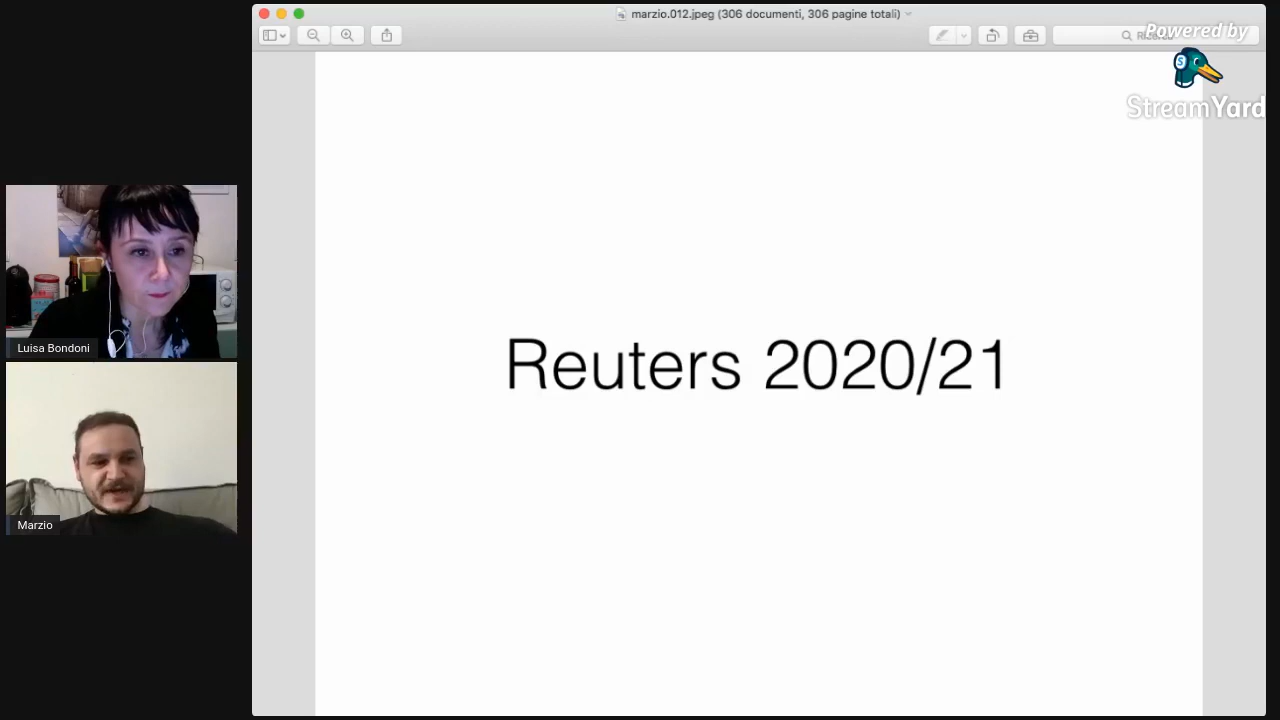 marzio.012.jpeg (306 documenti, 306 pagine totali)
Powered by
StreamYard
Luisa Bondoni
Reuters 2020/21
Marzio